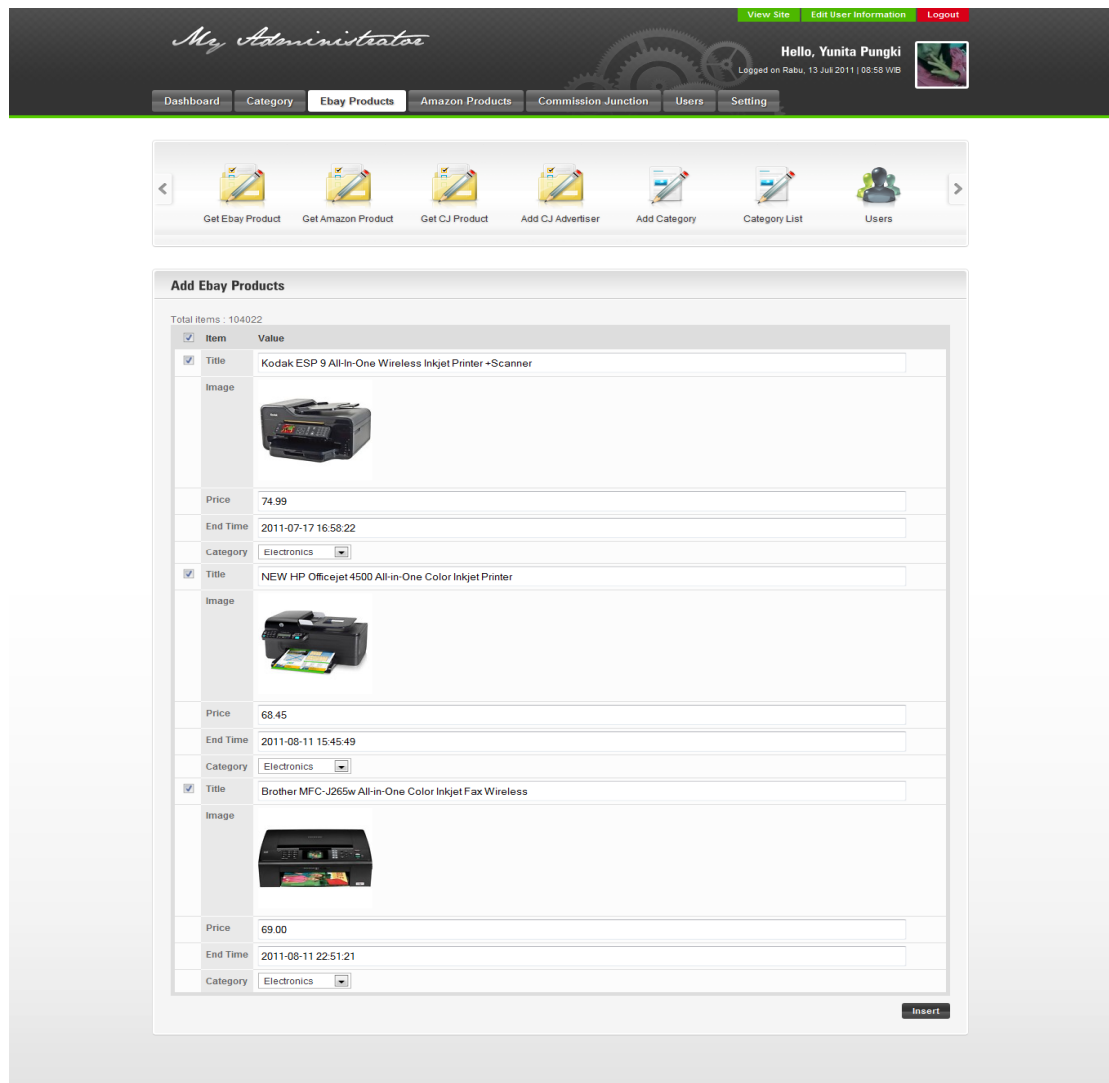 View Site Edit User Information Logout
My Administrator
Hello, Yunita Pungki
Logged on Rabu, 13 Juli 2011 | 08:58 WIB
Dashboard Category Ebay Products Amazon Products Commission Junction Users Setting
Get Ebay Product Get Amazon Product Get CJ Product Add CJ Advertiser Add Category Category List Users
Add Ebay Products
Total items : 104022
Item Value
Title Kodak ESP 9 All-In-One Wireless Inkjet Printer +Scanner
Image
Price 74.99
End Time 2011-07-17 16:58:22
Category Electronics
Title NEW HP Officejet 4500 All-in-One Color Inkjet Printer
Image
Price 68.45
End Time 2011-08-11 15:45:49
Category Electronics
Title Brother MFC-J265w All-in-One Color Inkjet Fax Wireless
Image
Price 69.00
End Time 2011-08-11 22:51:21
Category Electronics
Insert